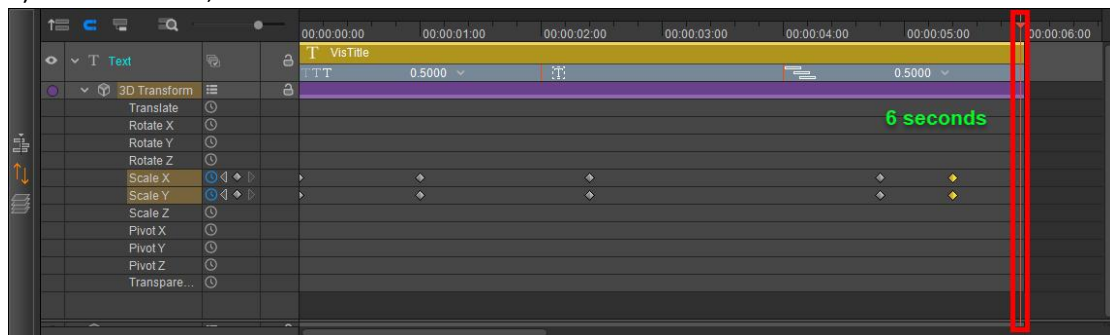 00:00:00:00 00:00:01:00 00:00:02:00 00:00:03:00 00:00:04:00 00:00:05:00 00:00:06:00
T Text T VisTitle
TTT 0.5000 T 0.5000
3D Transform
6 seconds
Translate
Rotate X
Rotate Y
Rotate Z
Scale X
Scale Y
Scale Z
Pivot X
Pivot Y
Pivot Z
Transpare...